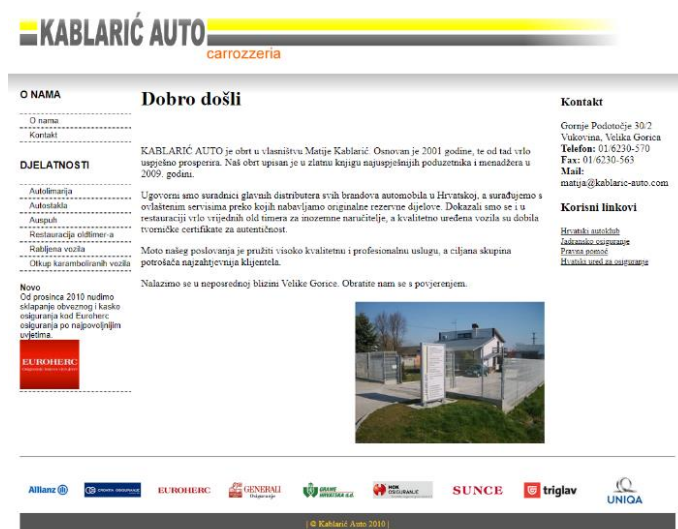 KABLARIĆ AUTO
carrozzeria
O NAMA
O nama
Kontakt
DJELATNOSTI
Autolimarija
Autostakla
Auspuh
Restauracija oldtimer-a
Rabljena vozila
Otkup karamboliranih vozila
Novo
Od prosinca 2010 nudimo
sklapanje obveznog i kasko
osiguranja kod Euroherc
osiguranja po najpovoljnijim
uvjetima.
EUROHERC
Dobro došli
KABLARIĆ AUTO je obrt u vlasništvu Matije Kablarić. Osnovan je 2001 godine, te od tad vrlo
uspješno prosperira. Naš obrt upisan je u zlatnu knjigu najuspješnijih poduzetnika i menadžera u
2009. godini.
Ugovorni smo suradnici glavnih distributera svih brandova automobila u Hrvatskoj, a surađujemo s
ovlaštenim servisima preko kojih nabavljamo originalne rezervne dijelove. Dokazali smo se i u
restauraciji vrlo vrijednih old timera za inozemne naručitelje, a kvalitetno uređena vozila su dobila
tvorničke certifikate za autentičnost.
Moto našeg poslovanja je pružiti visoko kvalitetnu i profesionalnu uslugu, a ciljana skupina
potrošača najzahtjevnija klijentela.
Nalazimo se u neposrednoj blizini Velike Gorice. Obratite nam se s povjerenjem.
Kontakt
Gornje Podotočje 30/2
Vukovina, Velika Gorica
Telefon: 01/6230-570
Fax: 01/6230-563
Mail:
matija@kablaric-auto.com
Korisni linkovi
Hrvatski autoklub
Jadransko osiguranje
Pravna pomoć
Hvatski ured za osiguranje
Allianz
CROATIA OSIGURANJE
EUROHERC
GENERALI
Osiguranje
GRAWE
HRVATSKA d.d.
HOK
OSIGURANJE
SUNCE
triglav
UNIQA
| © Kablarić Auto 2010 |